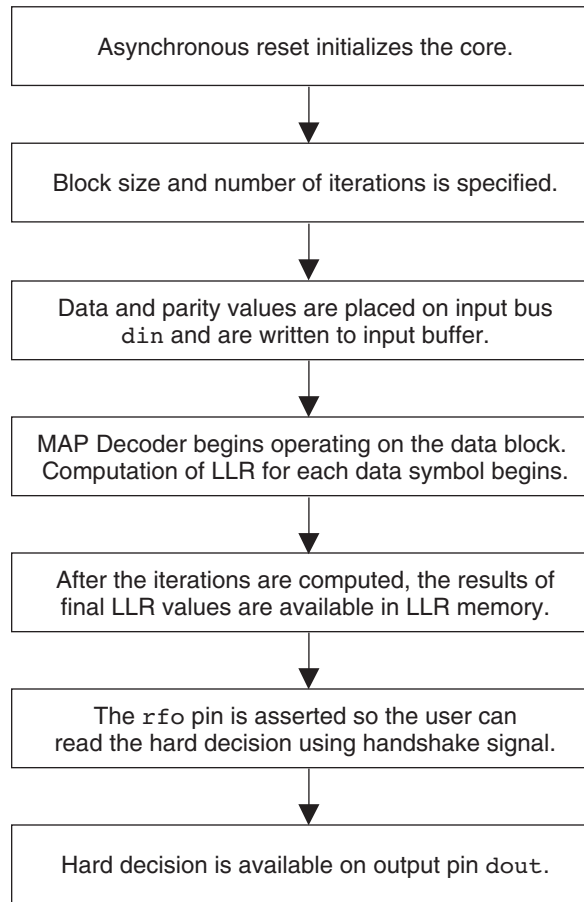 Asynchronous reset initializes the core.
Block size and number of iterations is specified.
Data and parity values are placed on input bus
din and are written to input buffer.
MAP Decoder begins operating on the data block.
Computation of LLR for each data symbol begins.
After the iterations are computed, the results of
final LLR values are available in LLR memory.
The rfo pin is asserted so the user can
read the hard decision using handshake signal.
Hard decision is available on output pin dout.